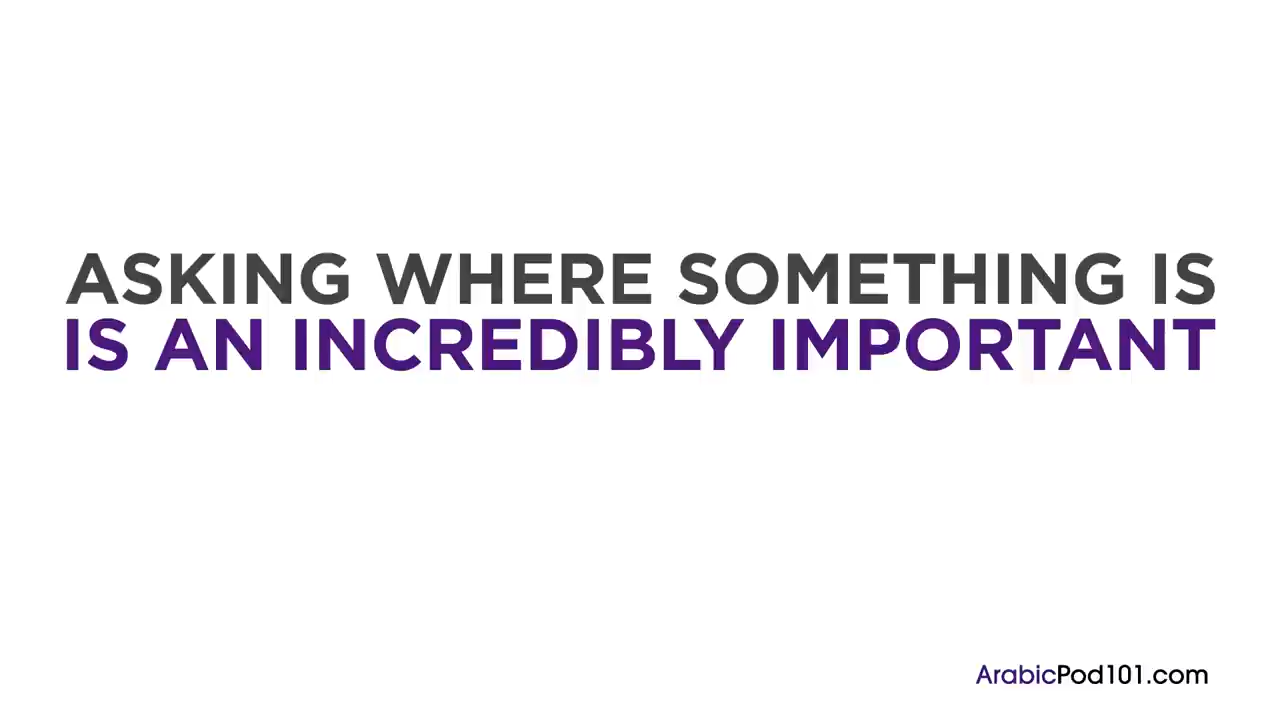 ASKING WHERE SOMETHING IS
IS AN INCREDIBLY IMPORTANT
ArabicPod101.com